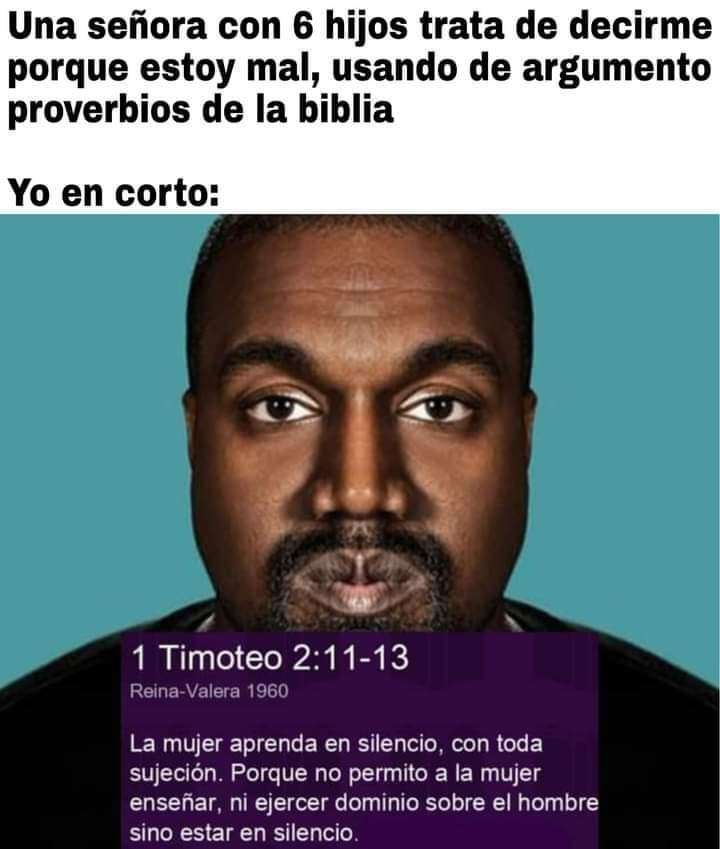 Una señora con 6 hijos trata de decirme
porque estoy mal, usando de argumento
proverbios de la biblia
Yo en corto:
1 Timoteo 2:11-13
Reina-Valera 1960
La mujer aprenda en silencio, con toda
sujeción. Porque no permito a la mujer
enseñar, ni ejercer dominio sobre el hombre
sino estar en silencio.